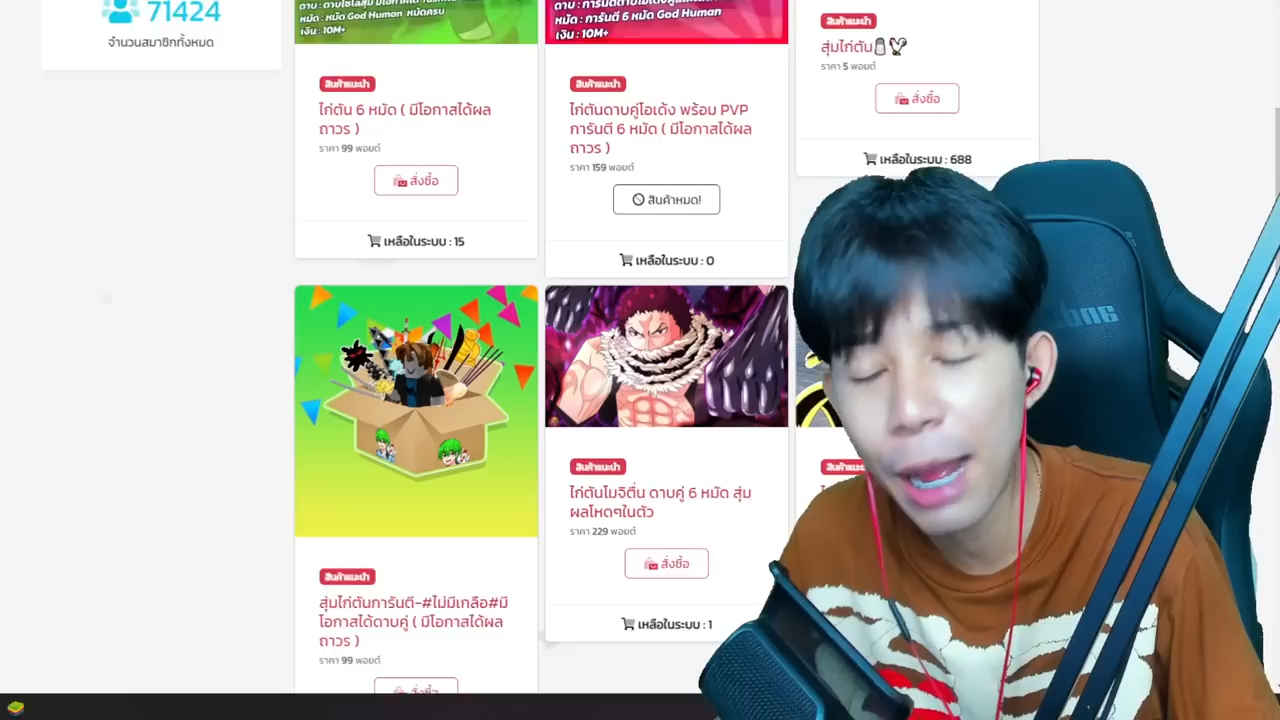 71424
จำนวนสมาชิกทั้งหมด
หมัด : หมัด God Human หมัดครบ
เงิน : 10M+
หมัด : การันตี 6 หมัด God Human
เงิน : 10M+
สินค้าแนะนำ
สุ่มไก่ตัน
ราคา 5 พอยต์
สั่งซื้อ
เหลือในระบบ : 688
สินค้าแนะนำ
ไก่ตัน 6 หมัด ( มีโอกาสได้ผล
ถาวร )
ราคา 99 พอยต์
สั่งซื้อ
เหลือในระบบ : 15
สินค้าแนะนำ
ไก่ตันดาบคู่โอเด้ง พร้อม PVP
การันตี 6 หมัด ( มีโอกาสได้ผล
ถาวร )
ราคา 159 พอยต์
สินค้าหมด!
เหลือในระบบ : 0
สินค้าแนะนำ
สุ่มไก่ตันการันตี-#ไม่มีเกลือ#มี
โอกาสได้ดาบคู่ ( มีโอกาสได้ผล
ถาวร )
ราคา 99 พอยต์
สั่งซื้อ
สินค้าแนะนำ
ไก่ตันโมจิตื่น ดาบคู่ 6 หมัด สุ่ม
ผลโหดๆในตัว
ราคา 229 พอยต์
สั่งซื้อ
เหลือในระบบ : 1